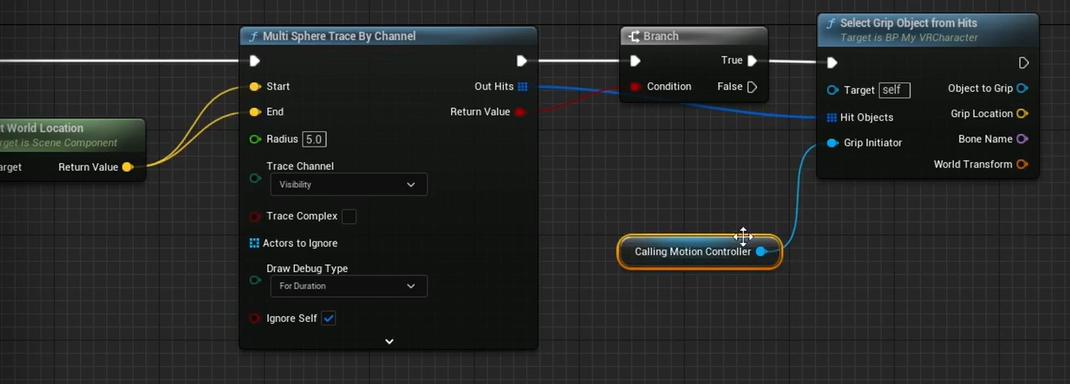 t World Location
rget is Scene Component
arget
Return Value
Multi Sphere Trace By Channel
Start
Out Hits
End
Return Value
Radius 5.0
Trace Channel
Visibility
Trace Complex
Actors to Ignore
Draw Debug Type
For Duration
Ignore Self
Branch
True
Condition
False
Calling Motion Controller
Select Grip Object from Hits
Target is BP My VRCharacter
Target self
Object to Grip
Hit Objects
Grip Location
Grip Initiator
Bone Name
World Transform